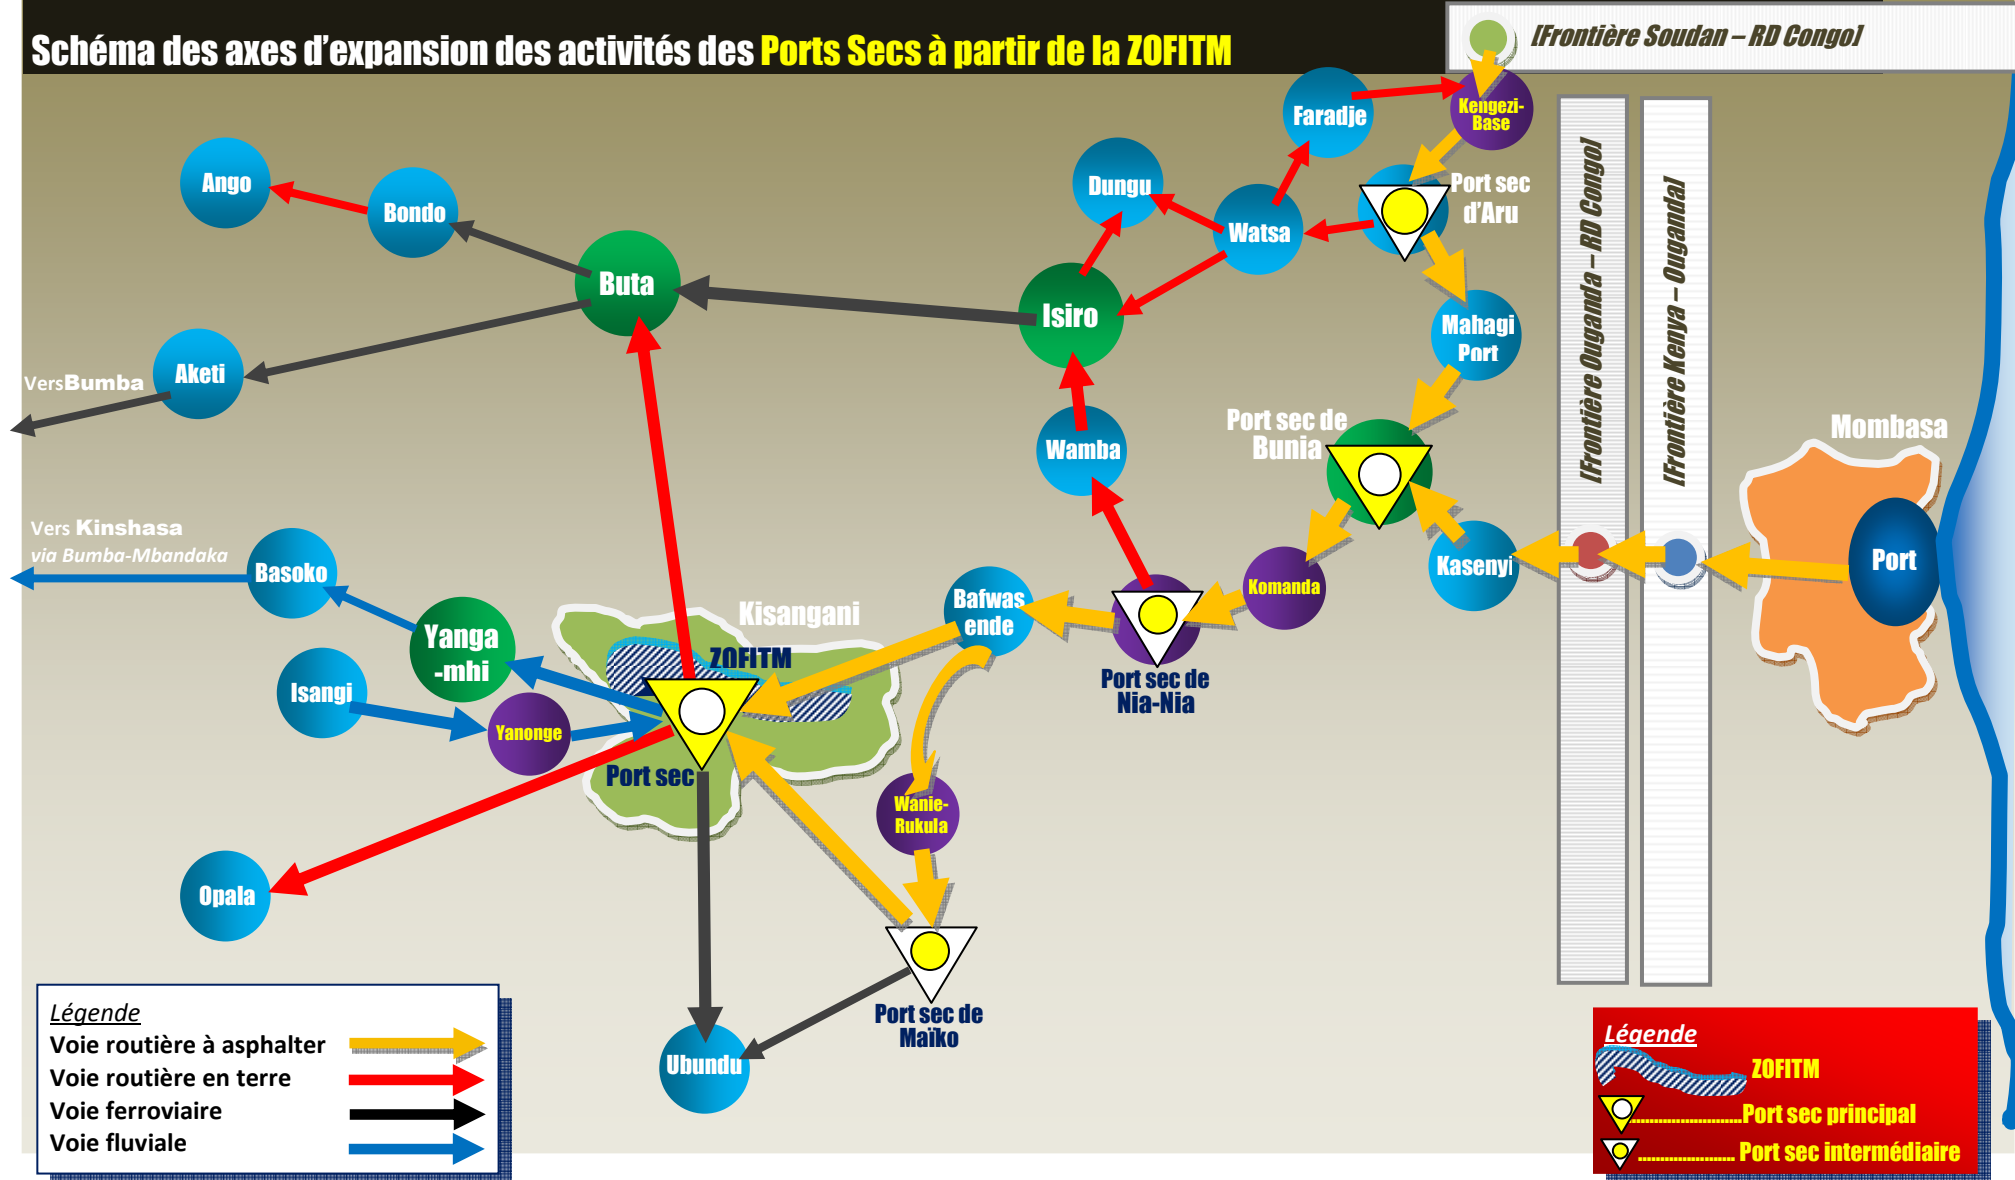 Schéma des axes d’expansion des activités des Ports Secs à partir de la ZOFITM
[Frontière Soudan – RD Congo]
Kengezi-
Base
Faradje
Ango
Bondo
Dungu
Watsa
Port sec
d’Aru
[Frontière Ouganda – RD Congo]
[Frontière Kenya – Ouganda]
Buta
Isiro
Mahagi
Port
VersBumba
Aketi
Wamba
Port sec de
Bunia
Mombasa
Vers Kinshasa
via Bumba-Mbandaka
Basoko
Kasenyi
Port
Komanda
Bafwas
ende
Kisangani
Yanga
-mhi
ZOFITM
Isangi
Port sec de
Nia-Nia
Yanonge
Port sec
Wanie-
Rukula
Opala
Port sec de
Maïko
Ubundu
Légende
Voie routière à asphalter
Voie routière en terre
Voie ferroviaire
Voie fluviale
Légende
ZOFITM
Port sec principal
Port sec intermédiaire